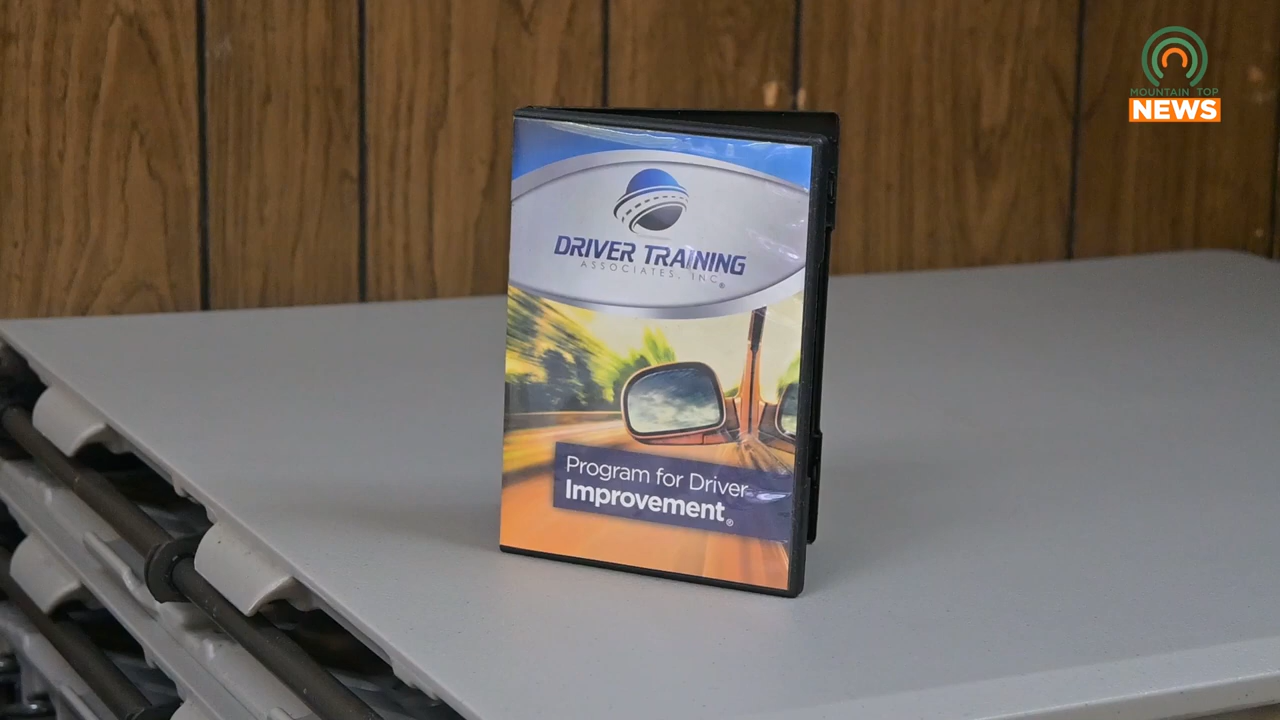 MOUNTAIN TOP
NEWS
DRIVER TRAINING
ASSOCIATES, INC®
Program for Driver
Improvement®